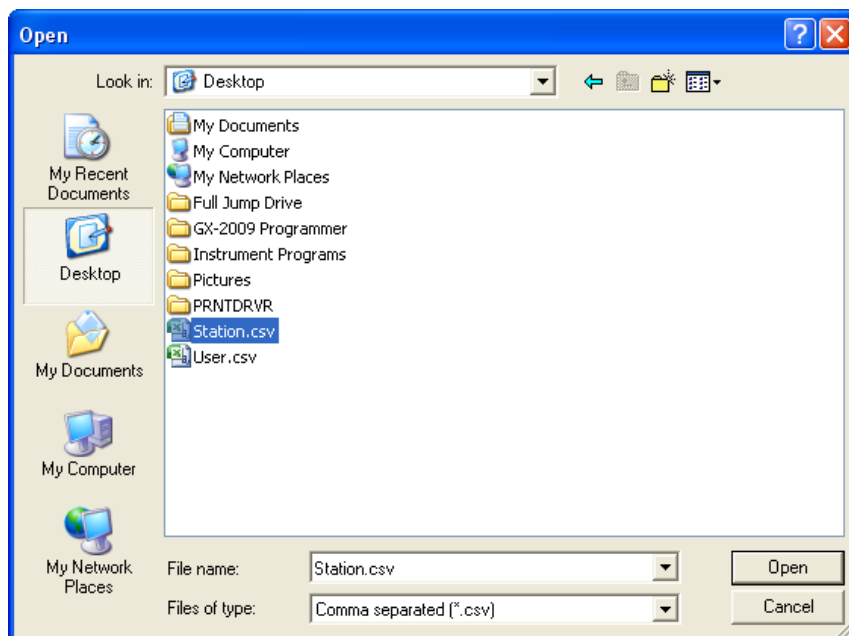 Open
Look in:
Desktop
My Recent
Documents
Desktop
My Documents
My Computer
My Network
Places
My Documents
My Computer
My Network Places
Full Jump Drive
GX-2009 Programmer
Instrument Programs
Pictures
PRNTDRVR
Station.csv
User.csv
File name:
Station.csv
Open
Files of type:
Comma separated (*.csv)
Cancel